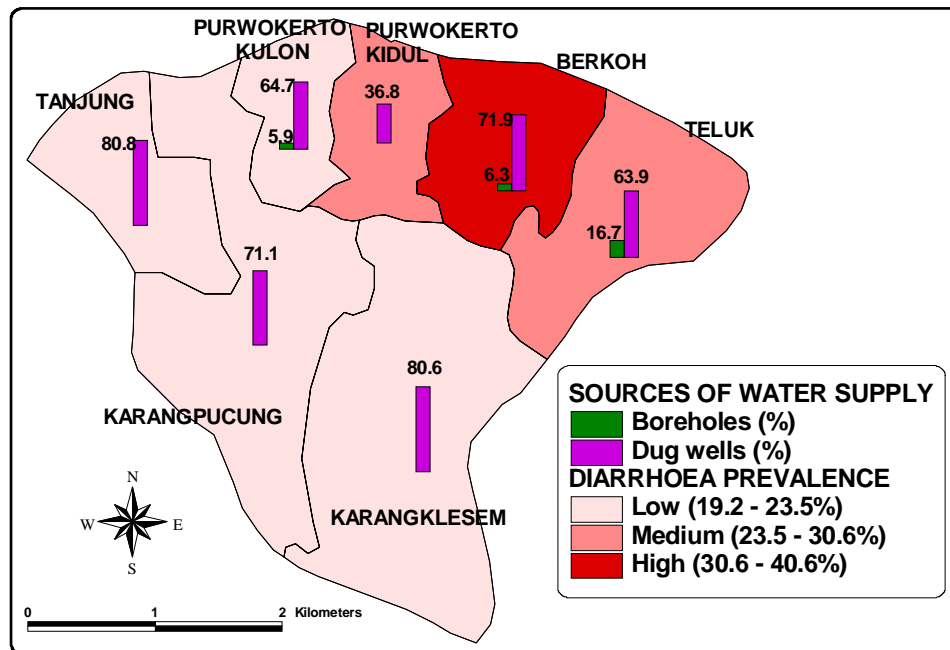 PURWOKERTO
KULON
PURWOKERTO
KIDUL
BERKOH
TANJUNG
TELUK
64.7
5.9
36.8
71.9
6.3
80.8
63.9
16.7
71.1
80.6
KARANGPUCUNG
KARANGKLESEM
N
W
E
S
0
1
2
Kilometers
SOURCES OF WATER SUPPLY
Boreholes (%)
Dug wells (%)
DIARRHOEA PREVALENCE
Low (19.2 - 23.5%)
Medium (23.5 - 30.6%)
High (30.6 - 40.6%)